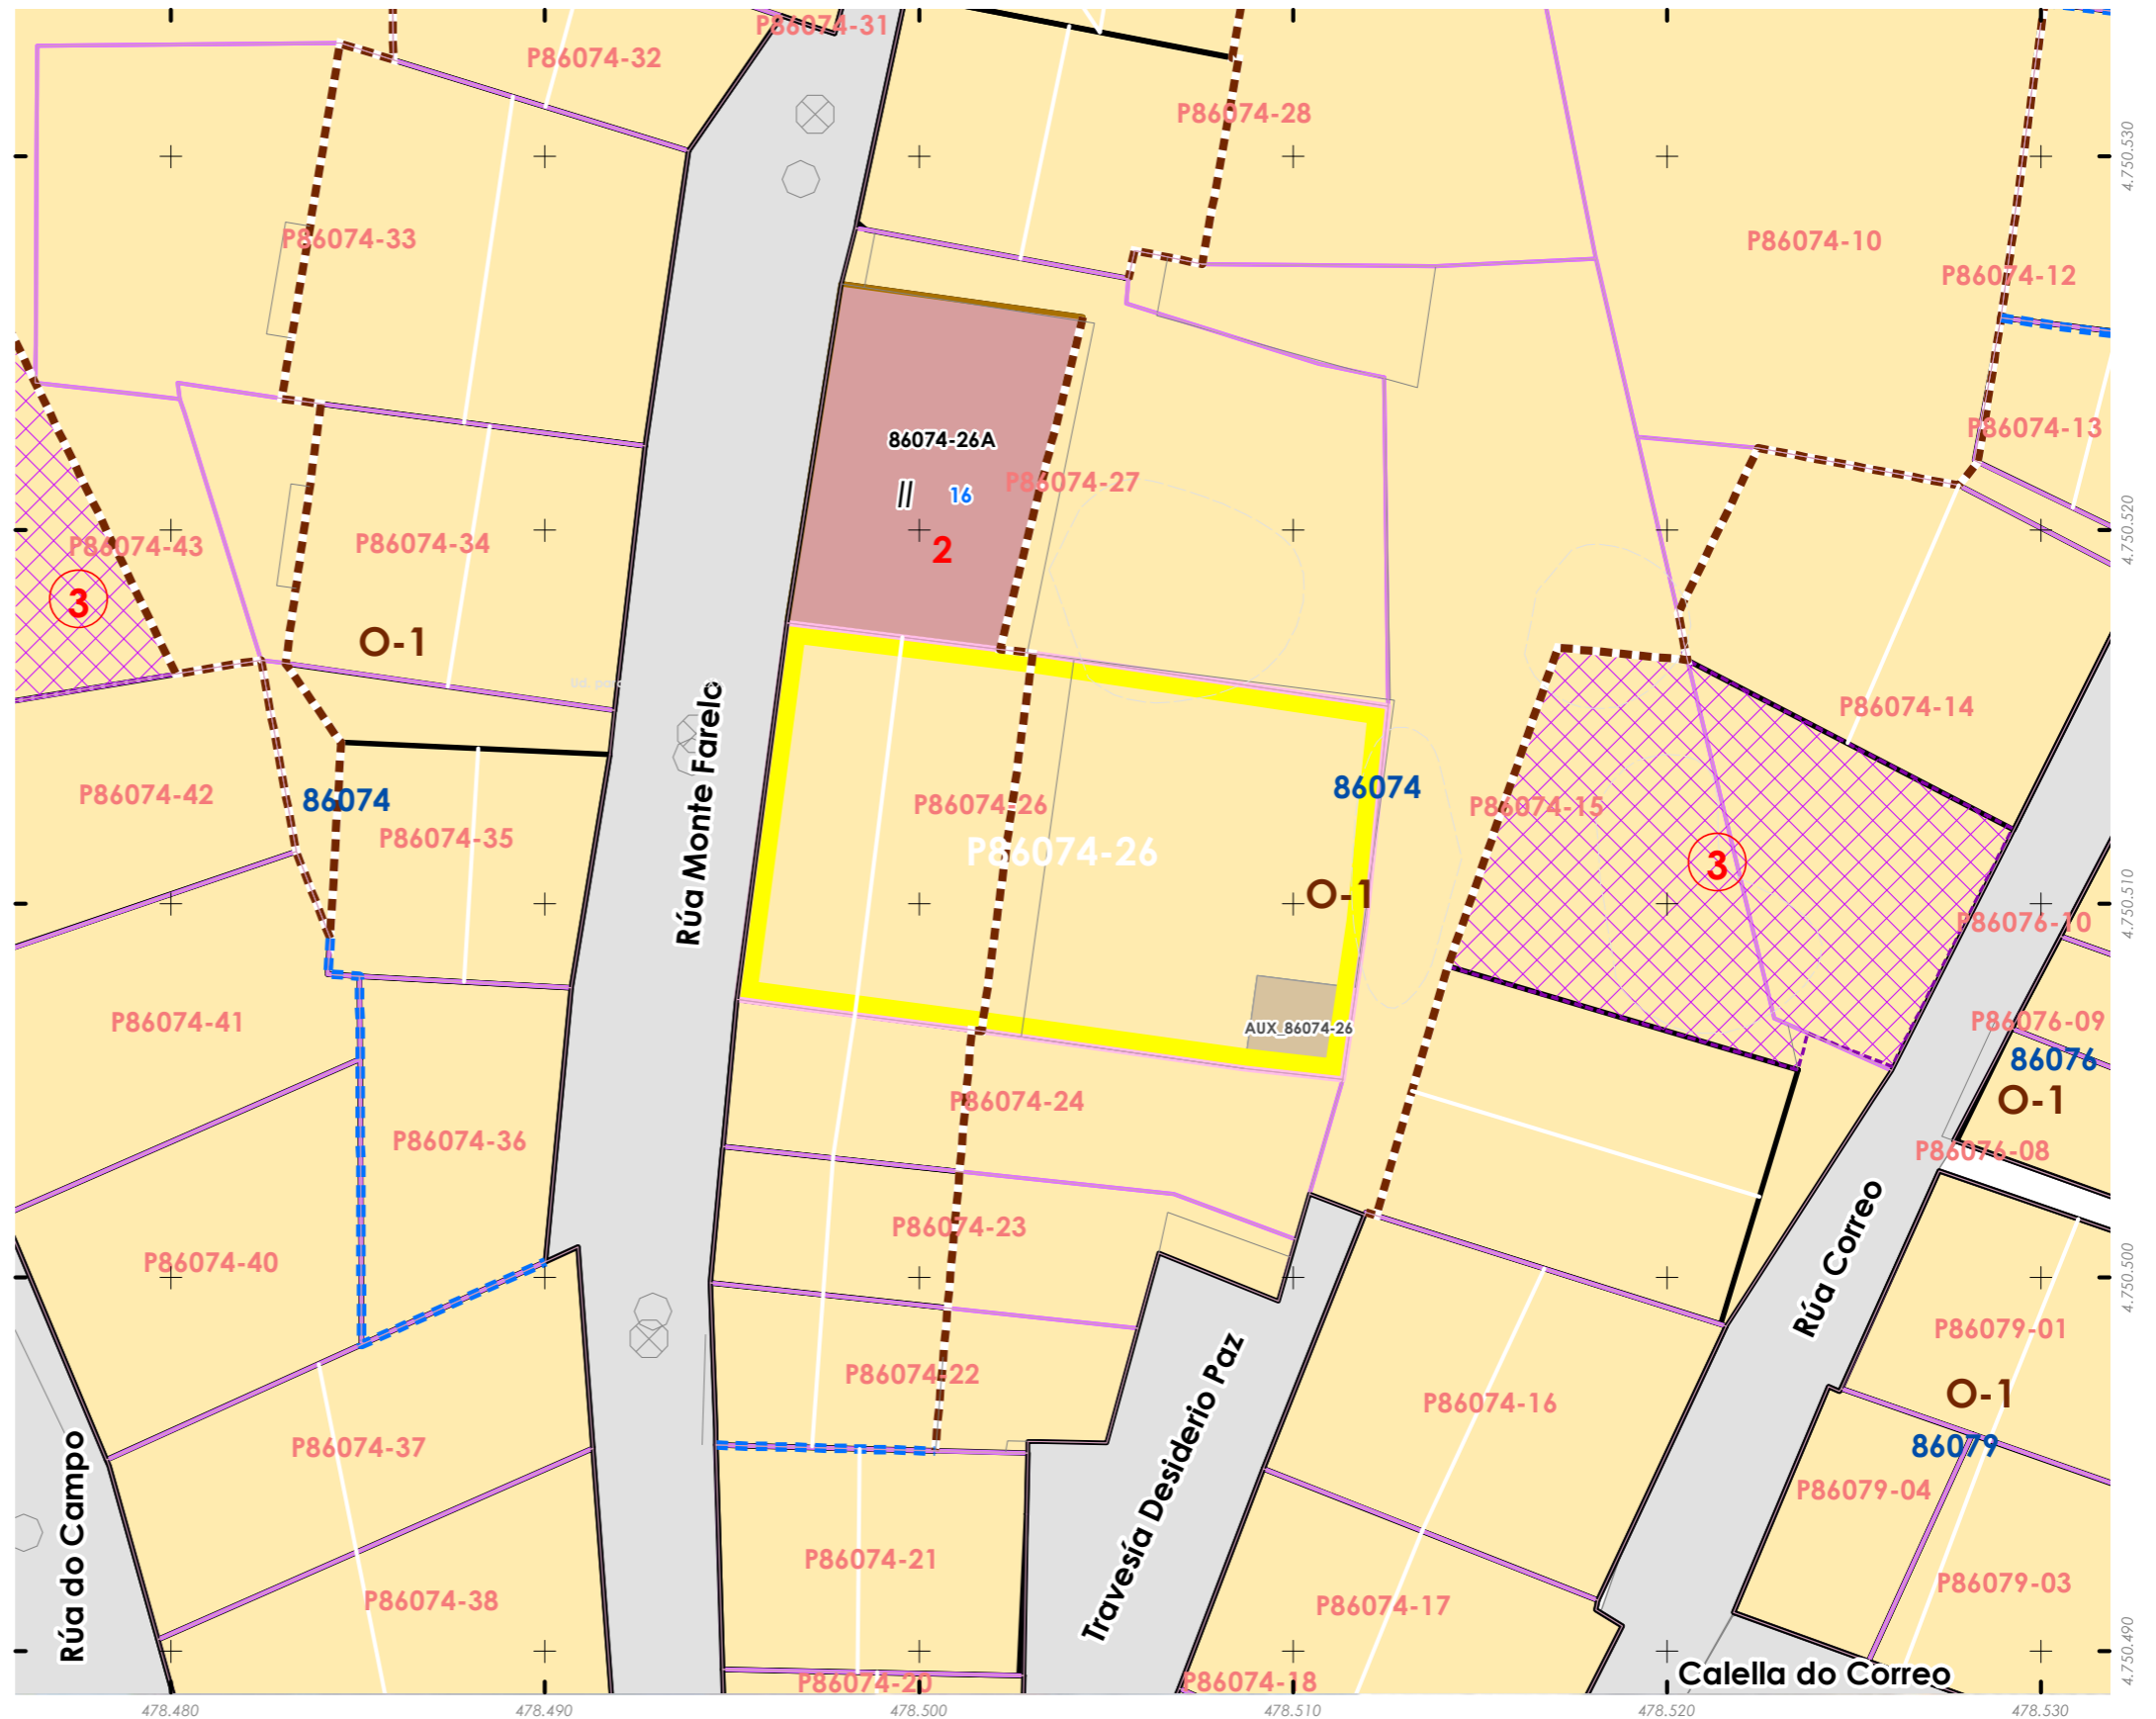 P86074-31
P86074-32
P86074-28
4.750.530
P86074-33
P86074-10
P86074-12
86074-26A
P86074-13
P86074-27
II
16
2
P86074-43
P86074-34
4.750.520
3
O-1
P86074-14
Rúa Monte Farelo
P86074-42
86074
P86074-35
P86074-26
86074
P86074-15
P86074-26
3
O-1
4.750.510
P86076-10
P86074-41
AUX_86074-26
P86076-09
86076
O-1
P86074-24
P86074-36
P86076-08
P86074-23
P86074-40
Rúa Correo
4.750.500
P86079-01
P86074-22
Travesía Desiderio Paz
P86074-16
O-1
P86074-37
86079
P86079-04
Rúa do Campo
P86074-21
P86079-03
P86074-38
P86074-17
4.750.490
P86074-20
P86074-18
Calella do Correo
478.480
478.490
478.500
478.510
478.520
478.530